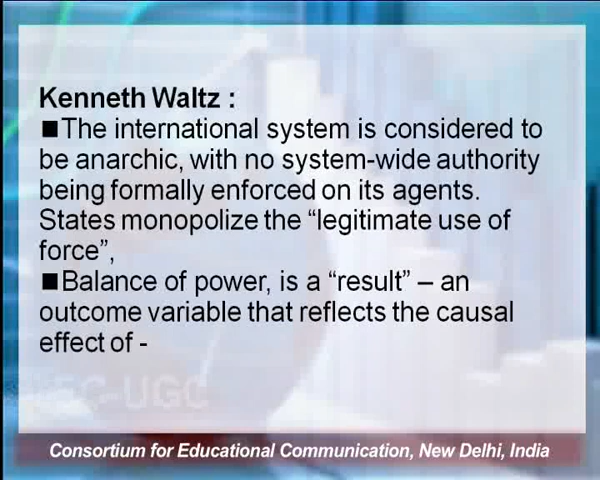 Kenneth Waltz :
■The international system is considered to
be anarchic, with no system-wide authority
being formally enforced on its agents.
States monopolize the “legitimate use of
force”,
■Balance of power, is a “result” – an
outcome variable that reflects the causal
effect of -
EC-UGC
Consortium for Educational Communication, New Delhi, India